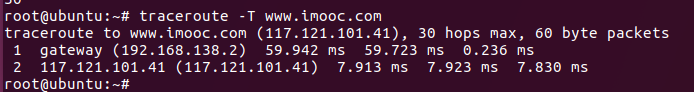 root@ubuntu:~# traceroute -T www.imooc.com
traceroute to www.imooc.com (117.121.101.41), 30 hops max, 60 byte packets
 1  gateway (192.168.138.2)  59.942 ms  59.723 ms  0.236 ms
 2  117.121.101.41 (117.121.101.41)  7.913 ms  7.923 ms  7.830 ms
root@ubuntu:~#